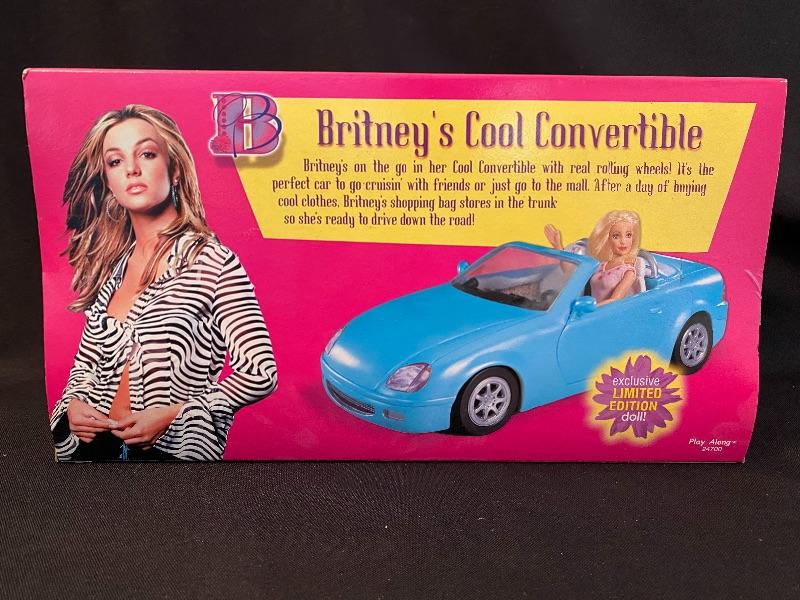 B
Britney's Cool Convertible
Britney's on the go in her Cool Convertible with real rolling wheels! It's the
perfect car to go cruisin' with friends or just go to the mall. After a day of buying
cool clothes, Britney's shopping bag stores in the trunk
so she's ready to drive down the road!
exclusive
LIMITED
EDITION
doll!
Play Along™
24700